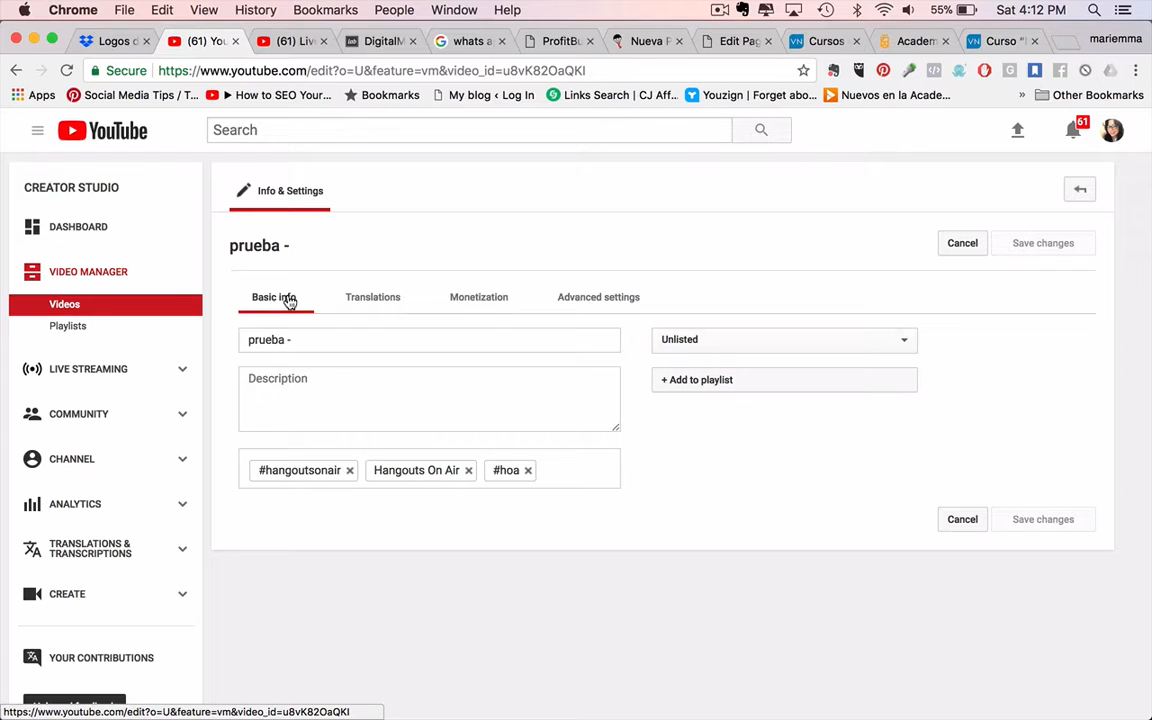 Chrome File Edit View History Bookmarks People Window Help 55% Sat 4:12 PM
Logos d (61) You (61) Liv DigitalM whats a ProfitBu Nueva P Edit Pag Cursos Academ Curso "I mariemma
Secure https://www.youtube.com/edit?o=U&feature=vm&video_id=u8vK82OaQKI
Apps Social Media Tips / T... ▶ How to SEO Your... Bookmarks My blog ‹ Log In Links Search | CJ Aff... Youzign | Forget abo... Nuevos en la Acade... » Other Bookmarks
YouTube Search 61
CREATOR STUDIO
Info & Settings
DASHBOARD
prueba -
Cancel Save changes
VIDEO MANAGER
Videos
Playlists
Basic info Translations Monetization Advanced settings
prueba -
Unlisted
Description
+ Add to playlist
LIVE STREAMING
COMMUNITY
CHANNEL
#hangoutsonair × Hangouts On Air × #hoa ×
ANALYTICS
Cancel Save changes
TRANSLATIONS &
TRANSCRIPTIONS
CREATE
YOUR CONTRIBUTIONS
https://www.youtube.com/edit?o=U&feature=vm&video_id=u8vK82OaQKI